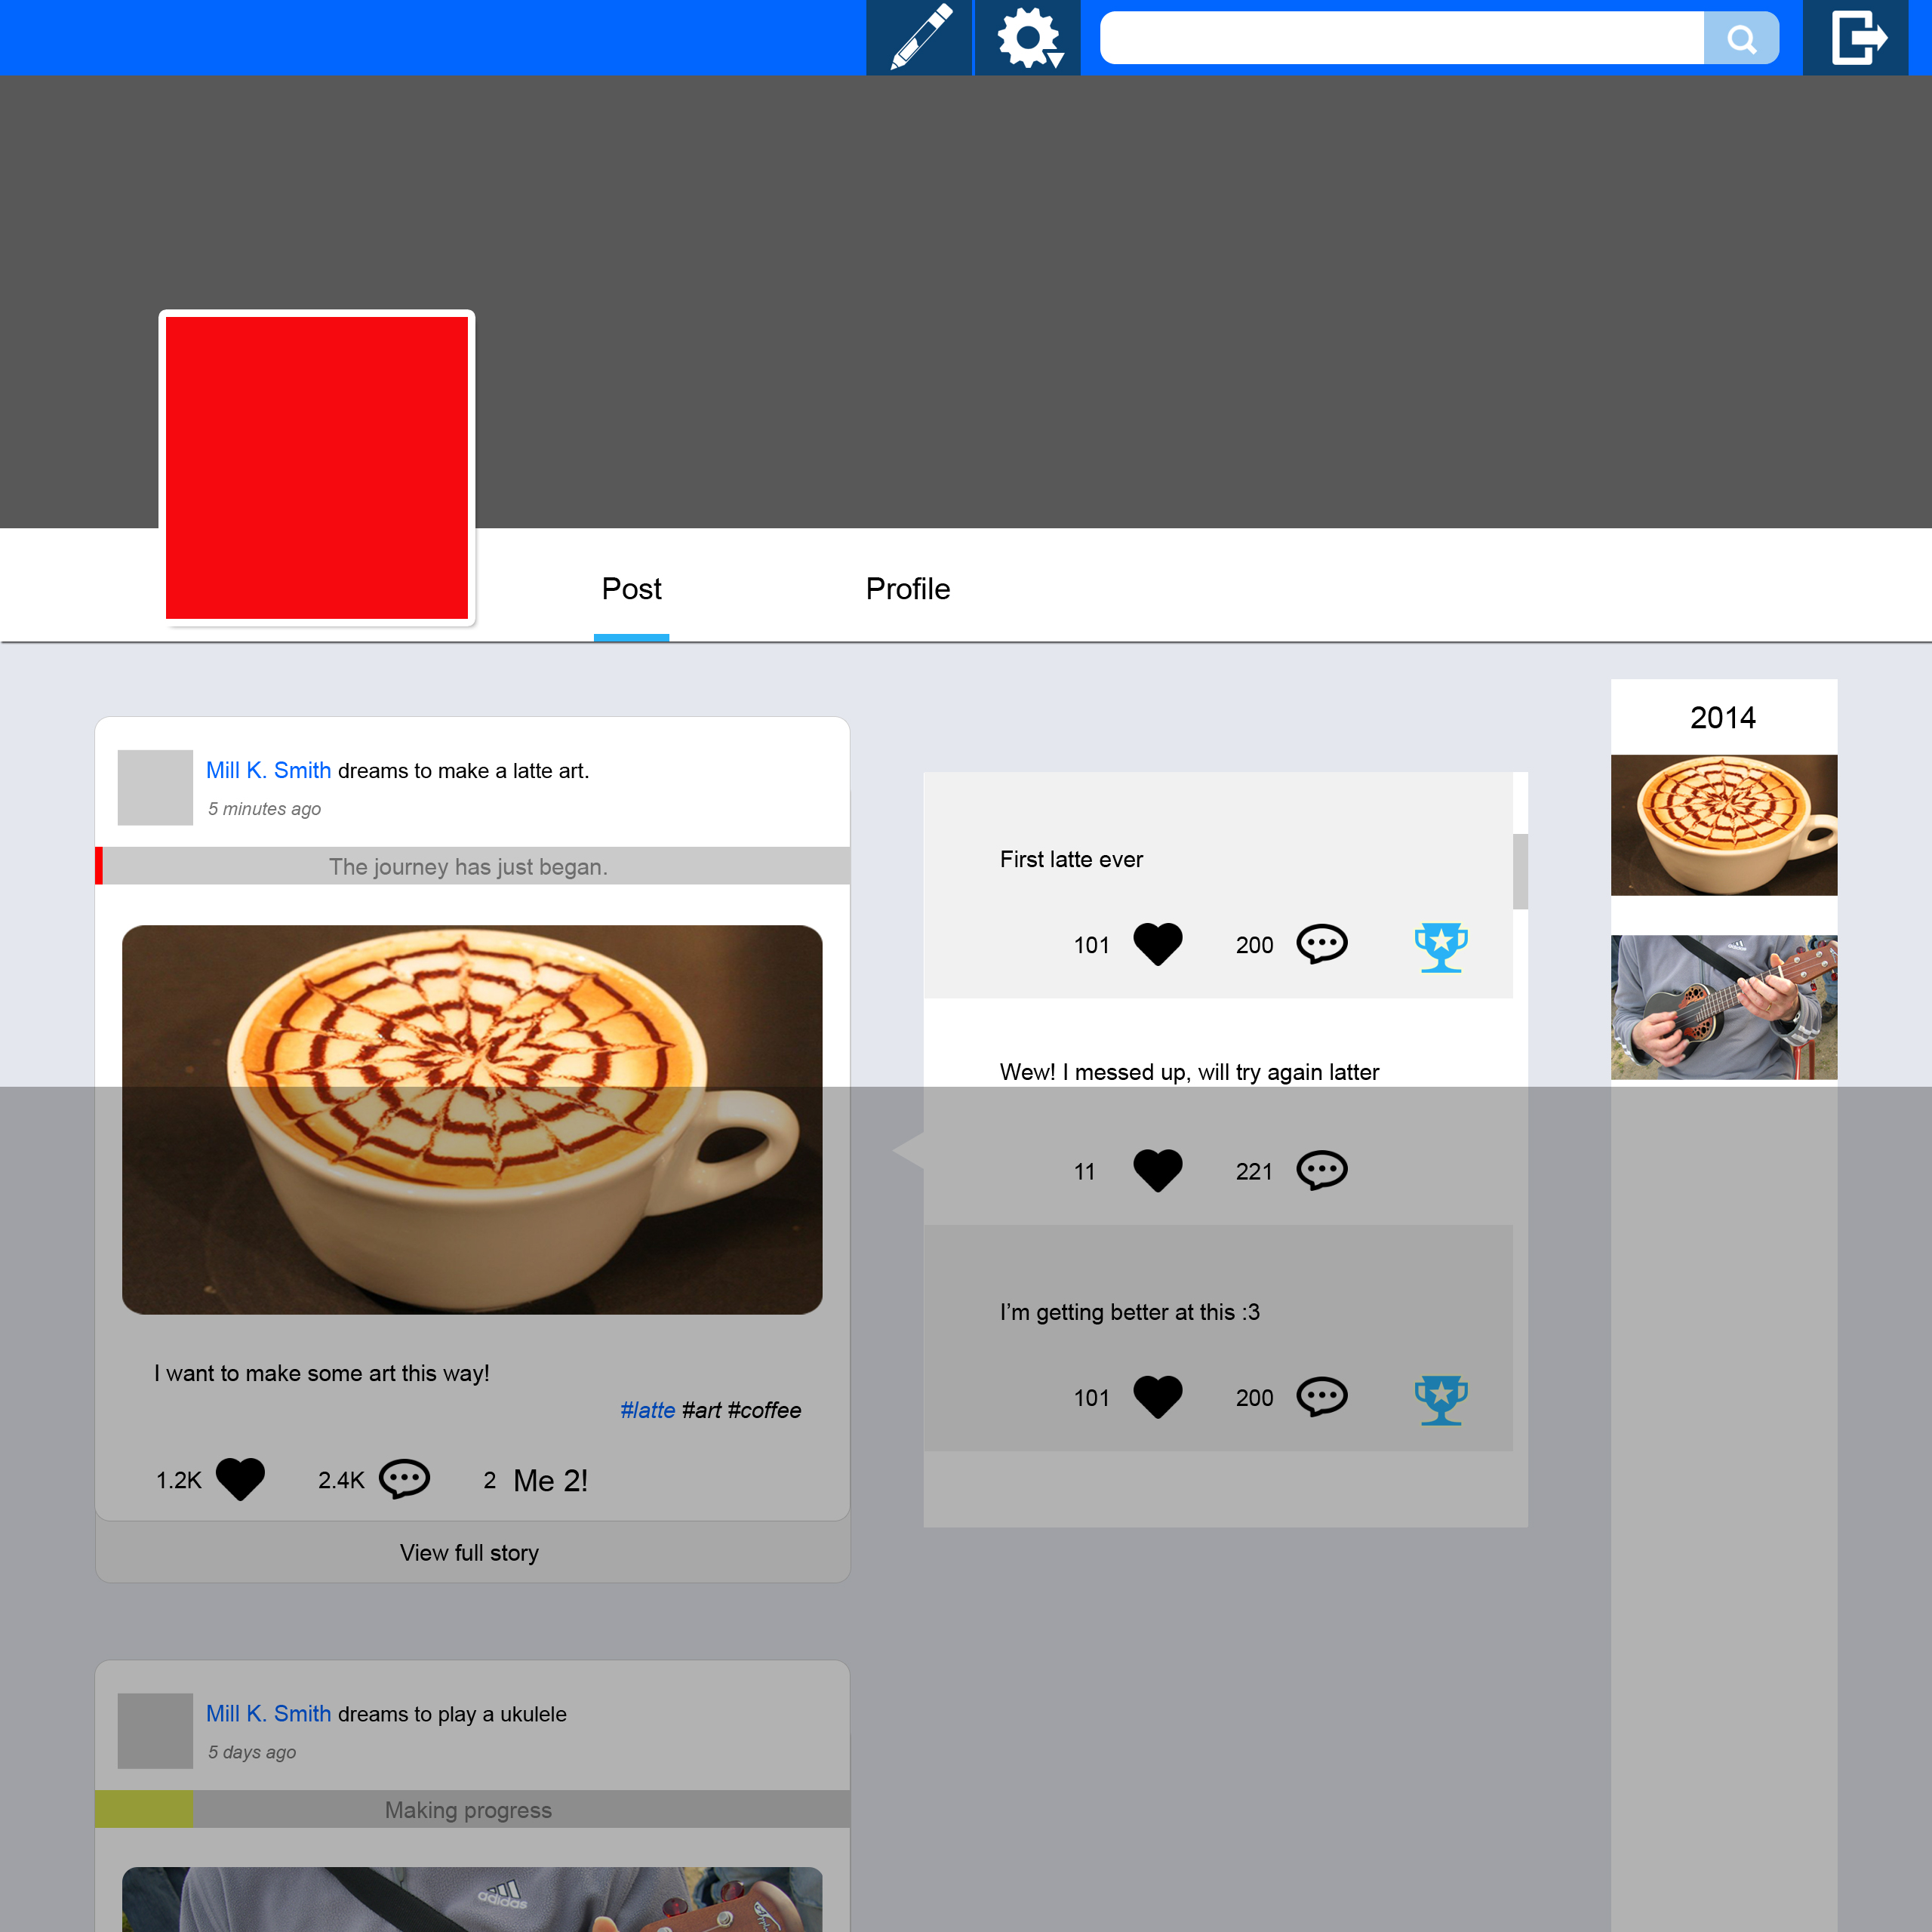 Post
Profile
Mill K. Smith dreams to make a latte art.
5 minutes ago
The journey has just began.
I want to make some art this way!
#latte #art #coffee
1.2K
2.4K
2 Me 2!
View full story
First latte ever
101
200
Wew! I messed up, will try again latter
11
221
I’m getting better at this :3
101
200
2014
Mill K. Smith dreams to play a ukulele
5 days ago
Making progress
adidas